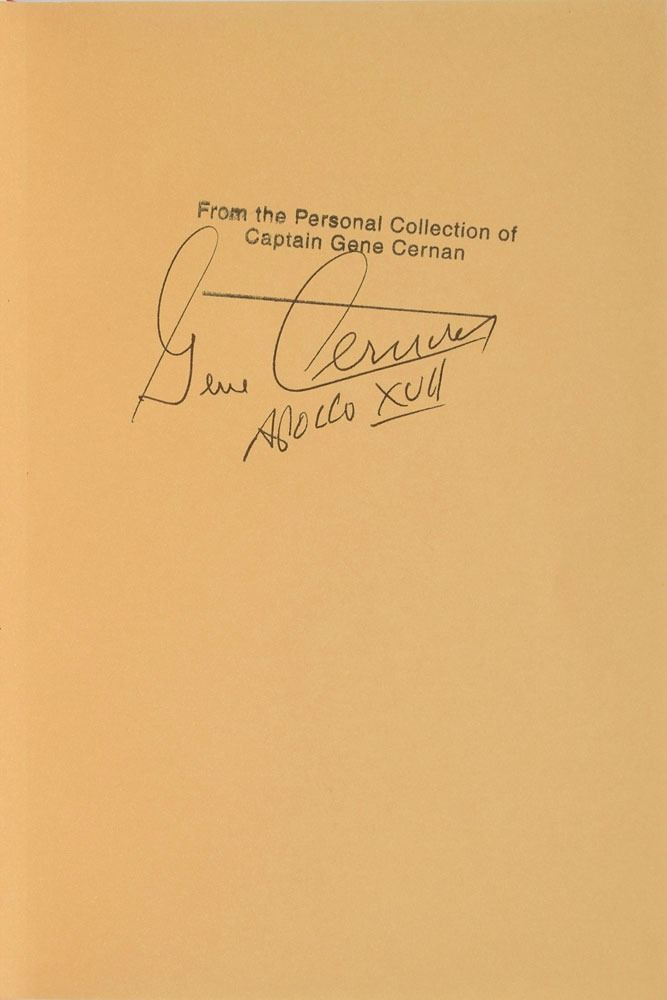 From the Personal Collection of
Captain Gene Cernan
Gene Cernan
APOLLO XVII